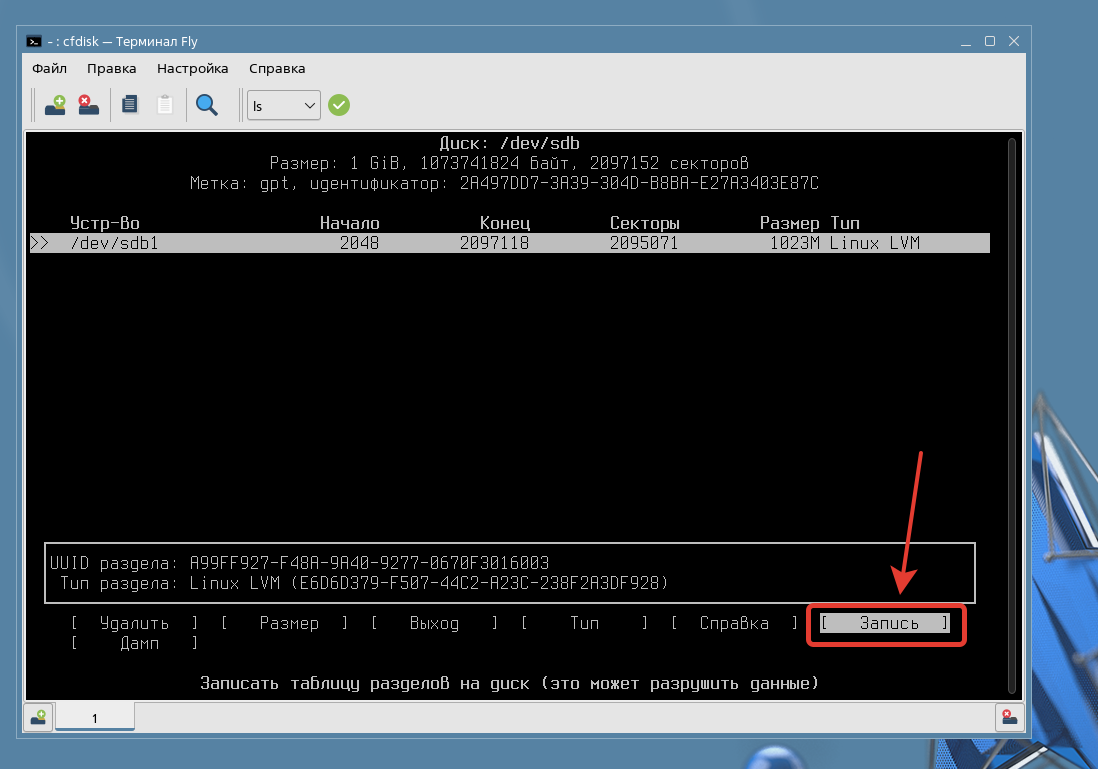 - : cfdisk — Терминал Fly
Файл Правка Настройка Справка
ls
Диск: /dev/sdb
Размер: 1 GiB, 1073741824 байт, 2097152 секторов
Метка: gpt, идентификатор: 2A497DD7-3A39-304D-B8BA-E27A3403E87C
Устр-во Начало Конец Секторы Размер Тип
>> /dev/sdb1 2048 2097118 2095071 1023M Linux LVM
UUID раздела: A99FF927-F48A-9A40-9277-0670F3016003
Тип раздела: Linux LVM (E6D6D379-F507-44C2-A23C-238F2A3DF928)
[ Удалить ] [ Размер ] [ Выход ] [ Тип ] [ Справка ] [ Запись ]
[ Дамп ]
Записать таблицу разделов на диск (это может разрушить данные)
1